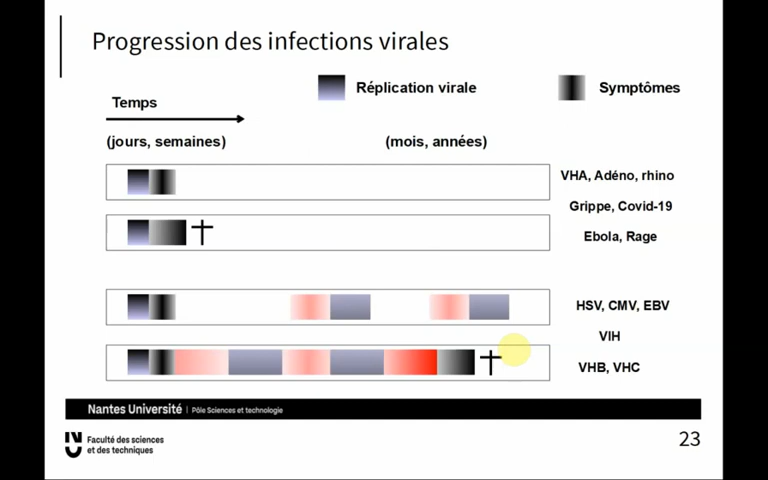 Progression des infections virales
Réplication virale
Symptômes
Temps
(jours, semaines)
(mois, années)
VHA, Adéno, rhino
Grippe, Covid-19
Ebola, Rage
HSV, CMV, EBV
VIH
VHB, VHC
Nantes Université | Pôle Sciences et technologie
Faculté des sciences
et des techniques
23